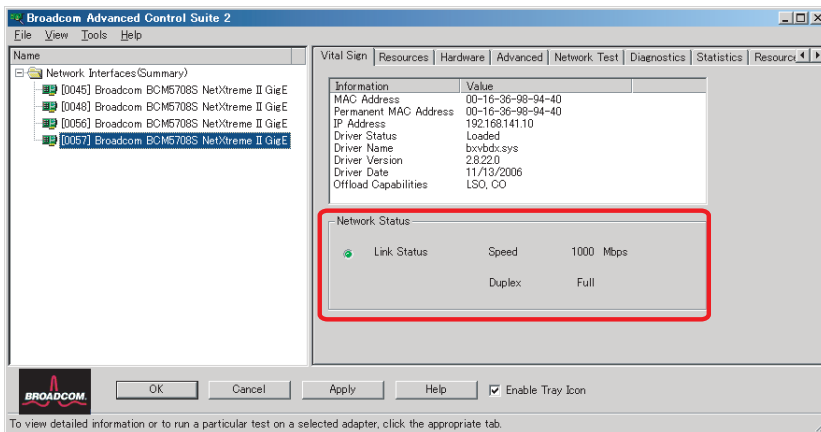 Broadcom Advanced Control Suite 2
File View Tools Help
Name
Network Interfaces(Summary)
[0045] Broadcom BCM5708S NetXtreme II GigE
[0048] Broadcom BCM5708S NetXtreme II GigE
[0056] Broadcom BCM5708S NetXtreme II GigE
[0057] Broadcom BCM5708S NetXtreme II GigE
Vital Sign Resources Hardware Advanced Network Test Diagnostics Statistics Resourc
Information Value
MAC Address 00-16-36-98-94-40
Permanent MAC Address 00-16-36-98-94-40
IP Address 192.168.141.10
Driver Status Loaded
Driver Name bxvbdx.sys
Driver Version 2.8.22.0
Driver Date 11/13/2006
Offload Capabilities LSO, CO
Network Status
Link Status Speed 1000 Mbps
Duplex Full
BROADCOM.
OK Cancel Apply Help Enable Tray Icon
To view detailed information or to run a particular test on a selected adapter, click the appropriate tab.